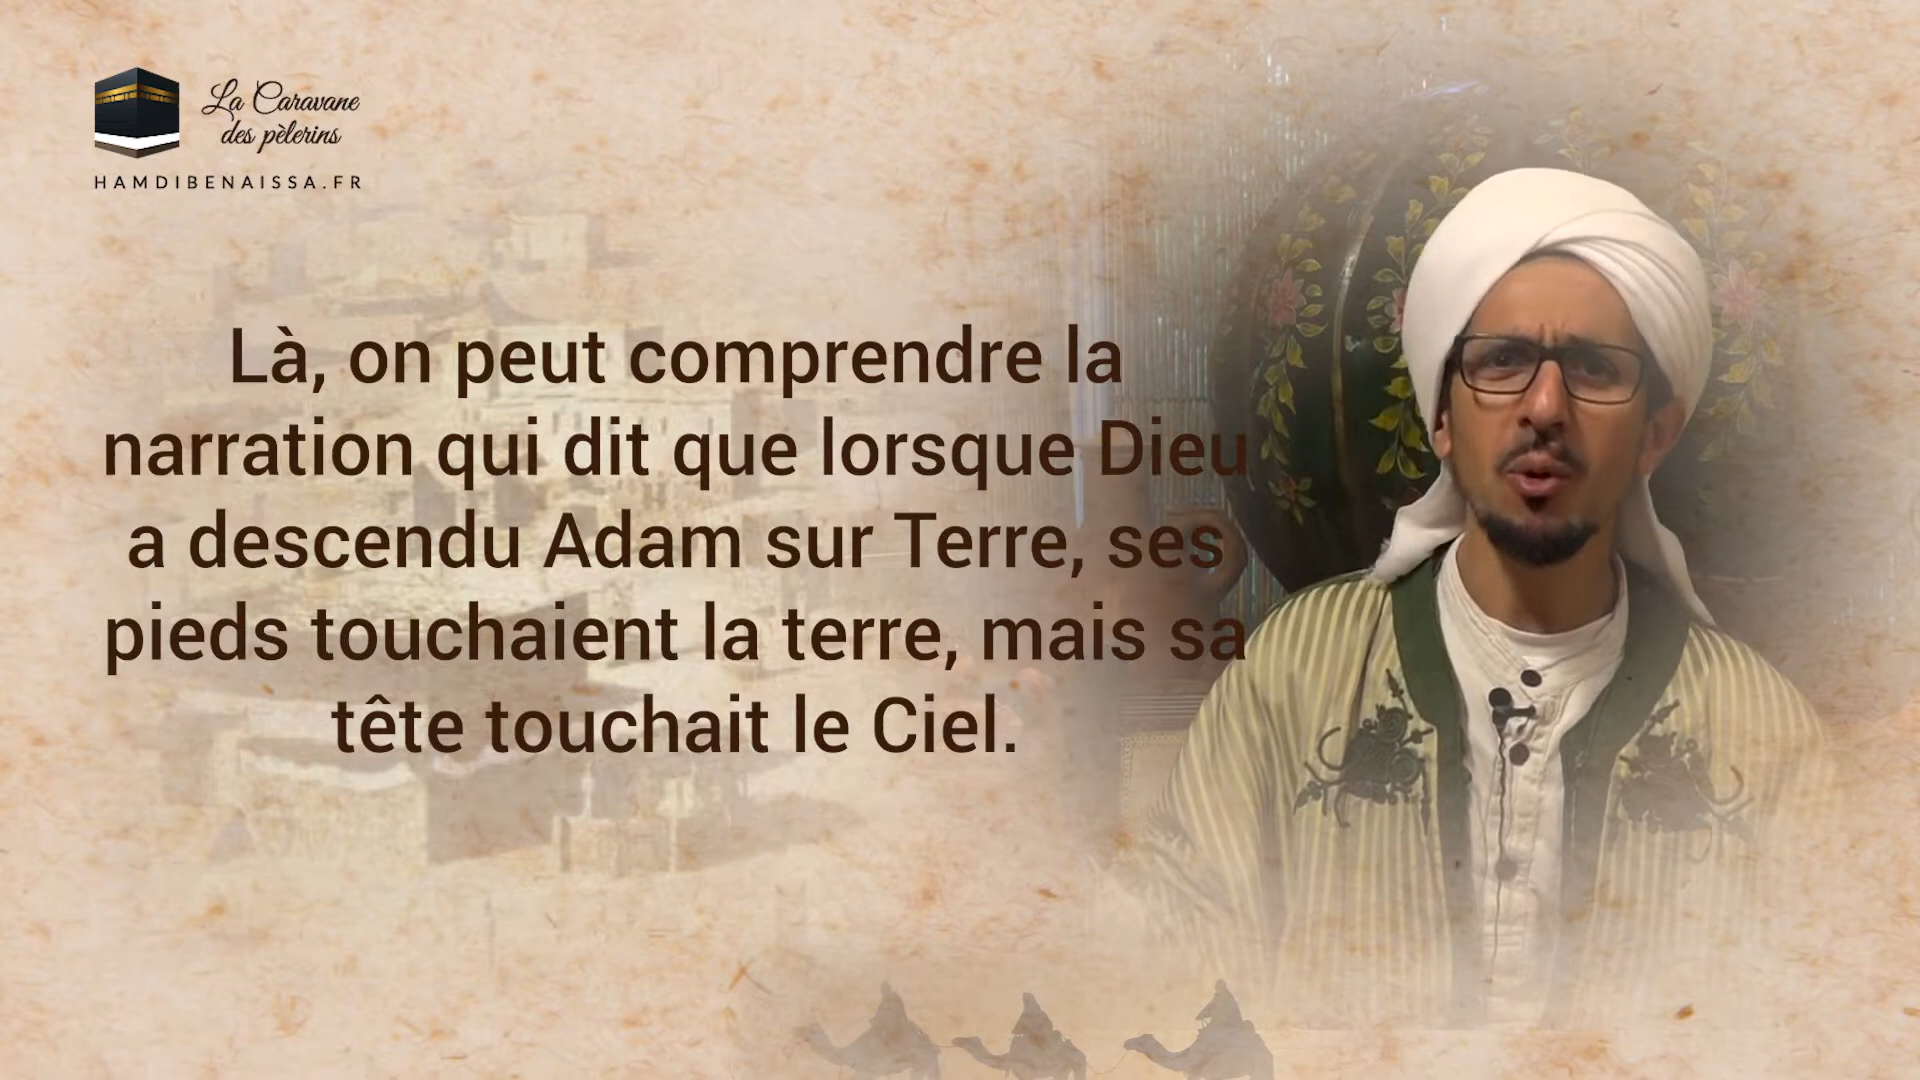 La Caravane
des pèlerins
HAMDIBENAISSA.FR
Là, on peut comprendre la
narration qui dit que lorsque Dieu
a descendu Adam sur Terre, ses
pieds touchaient la terre, mais sa
tête touchait le Ciel.